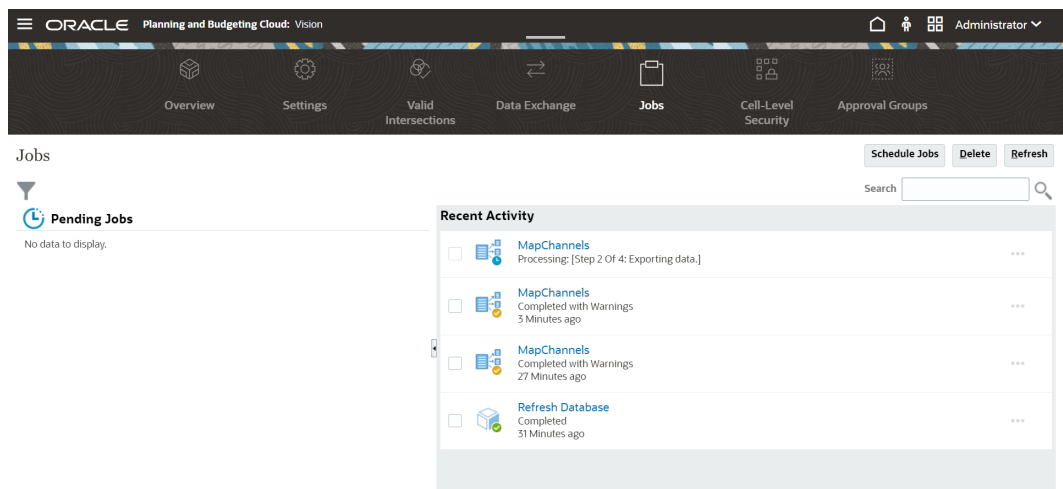 ORACLE Planning and Budgeting Cloud: Vision Administrator
Overview Settings Valid Intersections Data Exchange Jobs Cell-Level Security Approval Groups
Jobs Schedule Jobs Delete Refresh
Search
Pending Jobs
No data to display.
Recent Activity
MapChannels
Processing: [Step 2 Of 4: Exporting data.]
MapChannels
Completed with Warnings
3 Minutes ago
MapChannels
Completed with Warnings
27 Minutes ago
Refresh Database
Completed
31 Minutes ago